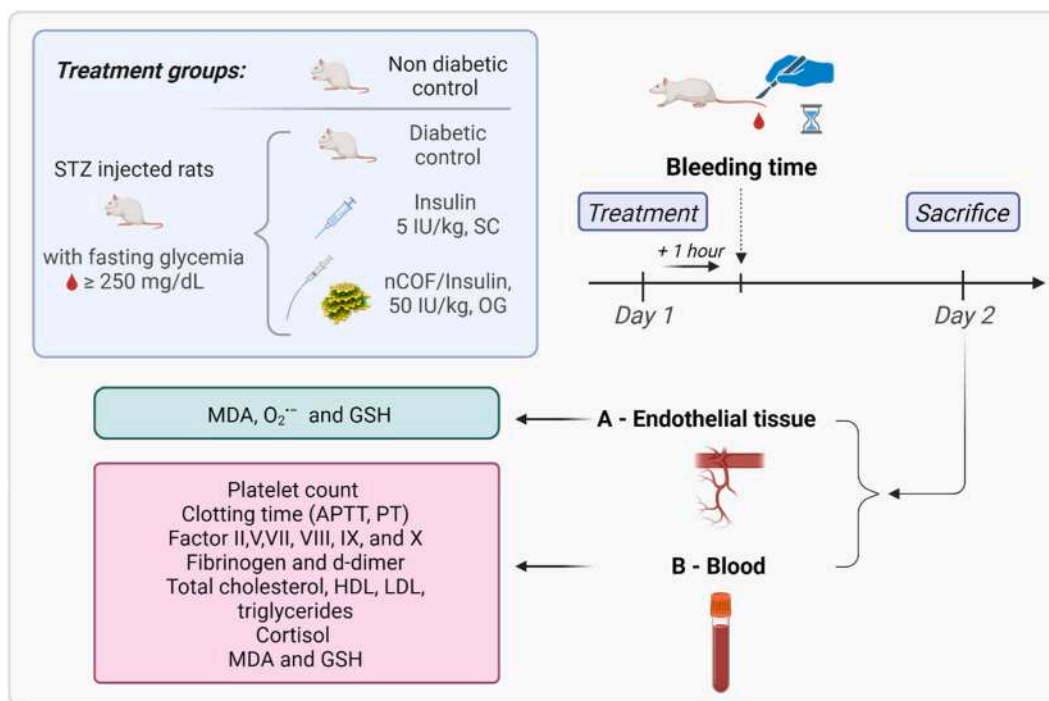 Treatment groups:
Non diabetic
control
STZ injected rats
with fasting glycemia
≥ 250 mg/dL
Diabetic
control
Insulin
5 IU/kg, SC
nCOF/Insulin,
50 IU/kg, OG
Bleeding time
Treatment
Sacrifice
+ 1 hour
Day 1
Day 2
MDA, O₂·⁻ and GSH
A - Endothelial tissue
Platelet count
Clotting time (APTT, PT)
Factor II,V,VII, VIII, IX, and X
Fibrinogen and d-dimer
Total cholesterol, HDL, LDL,
triglycerides
Cortisol
MDA and GSH
B - Blood